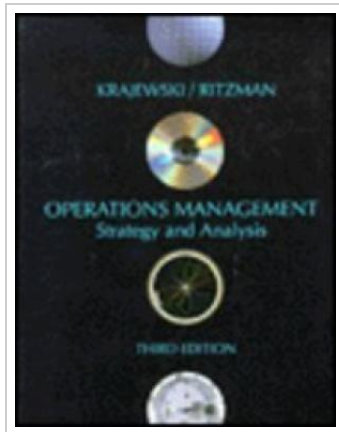 KRAJEWSKI / RITZMAN
OPERATIONS MANAGEMENT
Strategy and Analysis
THIRD EDITION